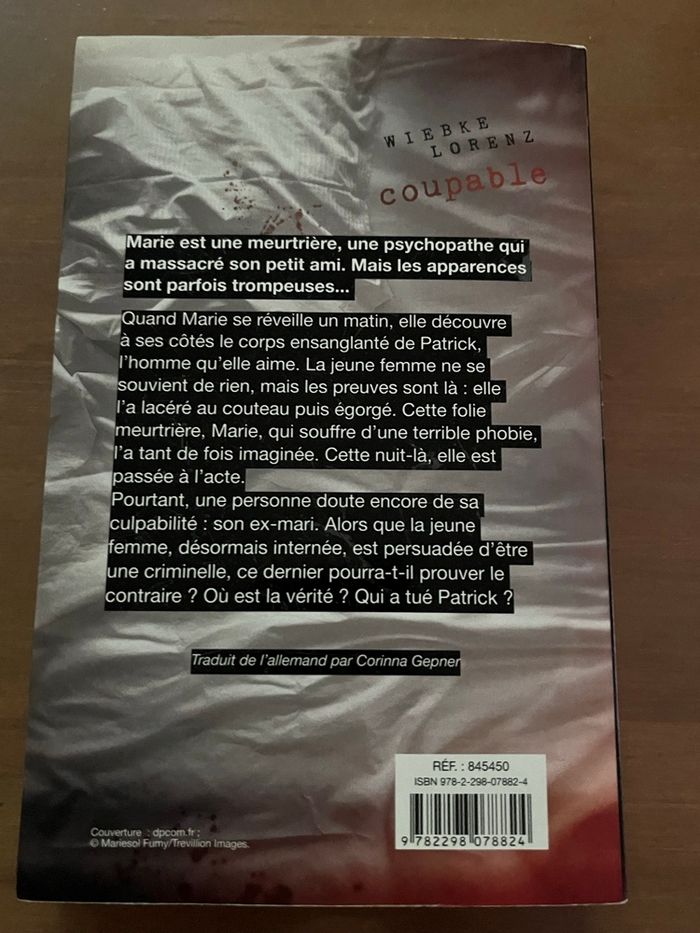 WIEBKE
LORENZ
coupable
Marie est une meurtrière, une psychopathe qui
a massacré son petit ami. Mais les apparences
sont parfois trompeuses...
Quand Marie se réveille un matin, elle découvre
à ses côtés le corps ensanglanté de Patrick,
l’homme qu’elle aime. La jeune femme ne se
souvient de rien, mais les preuves sont là : elle
l’a lacéré au couteau puis égorgé. Cette folie
meurtrière, Marie, qui souffre d’une terrible phobie,
l’a tant de fois imaginée. Cette nuit-là, elle est
passée à l’acte.
Pourtant, une personne doute encore de sa
culpabilité : son ex-mari. Alors que la jeune
femme, désormais internée, est persuadée d’être
une criminelle, ce dernier pourra-t-il prouver le
contraire ? Où est la vérité ? Qui a tué Patrick ?
Traduit de l’allemand par Corinna Gepner
RÉF. : 845450
ISBN 978-2-298-07882-4
9 782298 078824
Couverture : dpcom.fr ;
© Mariesol Fumy/Trevillion Images.